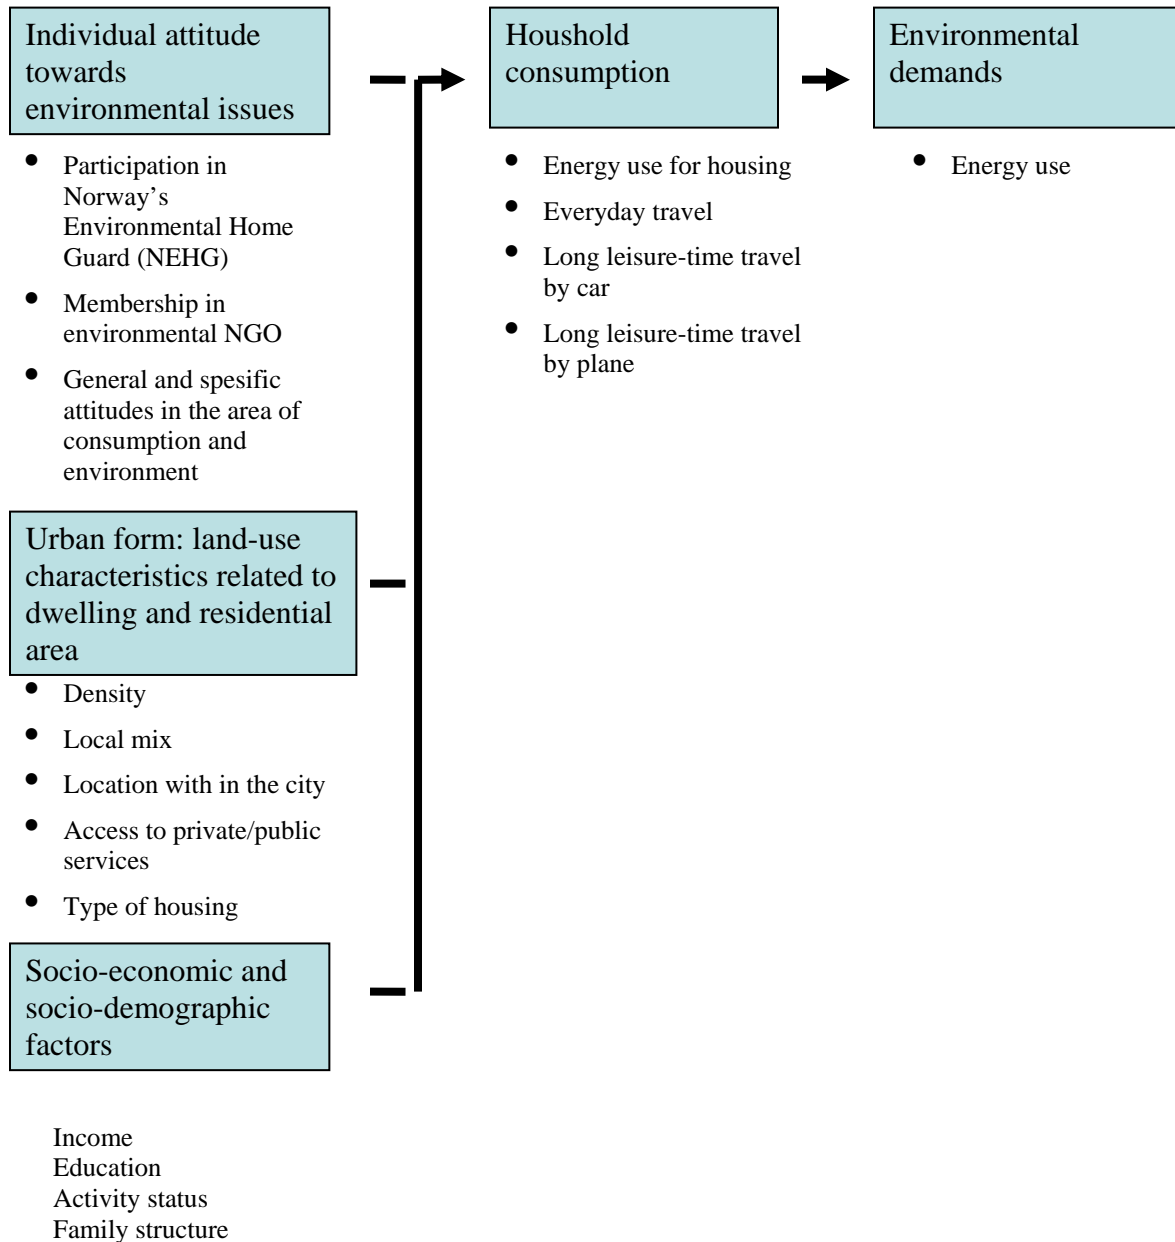 Individual attitude
towards
environmental issues
• Participation in
Norway’s
Environmental Home
Guard (NEHG)
• Membership in
environmental NGO
• General and spesific
attitudes in the area of
consumption and
environment
Urban form: land-use
characteristics related to
dwelling and residential
area
• Density
• Local mix
• Location with in the city
• Access to private/public
services
• Type of housing
Socio-economic and
socio-demographic
factors
Income
Education
Activity status
Family structure
Houshold
consumption
• Energy use for housing
• Everyday travel
• Long leisure-time travel
by car
• Long leisure-time travel
by plane
Environmental
demands
• Energy use